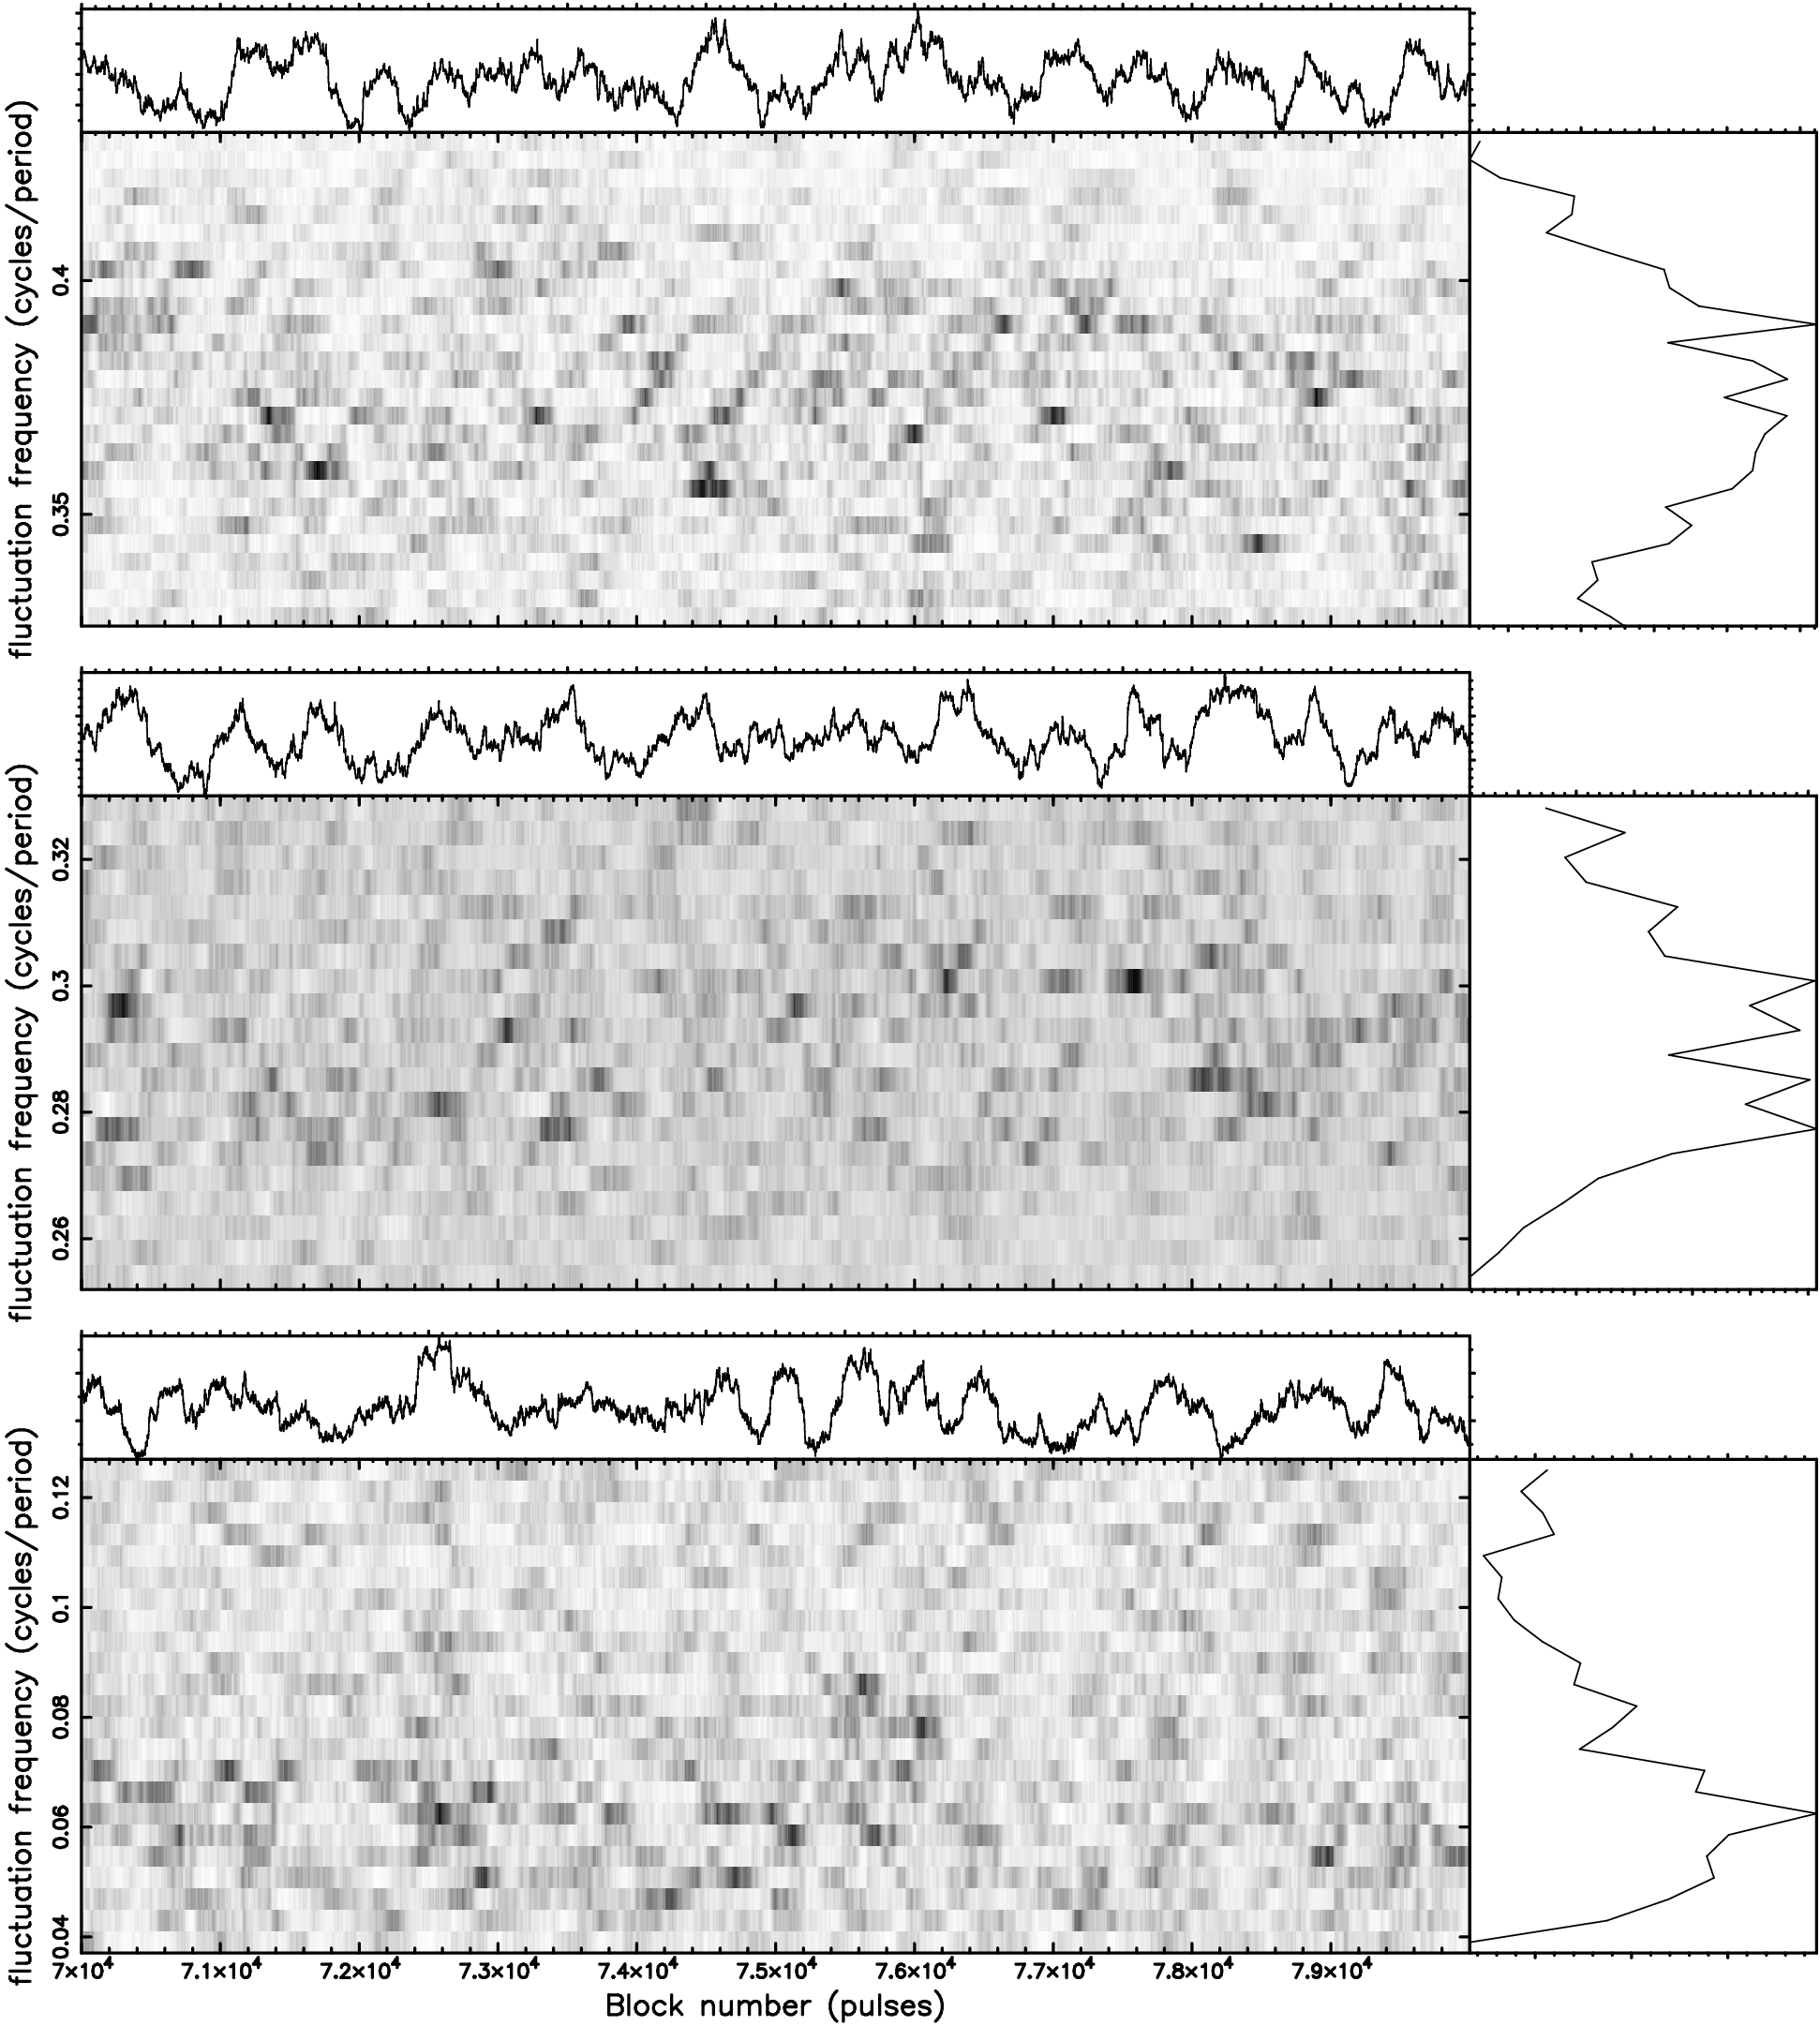 fluctuation frequency (cycles/period)
0.4
0.35
fluctuation frequency (cycles/period)
0.32
0.3
0.28
0.26
fluctuation frequency (cycles/period)
0.12
0.1
0.08
0.06
0.04
7×10⁴ 7.1×10⁴ 7.2×10⁴ 7.3×10⁴ 7.4×10⁴ 7.5×10⁴ 7.6×10⁴ 7.7×10⁴ 7.8×10⁴ 7.9×10⁴
Block number (pulses)